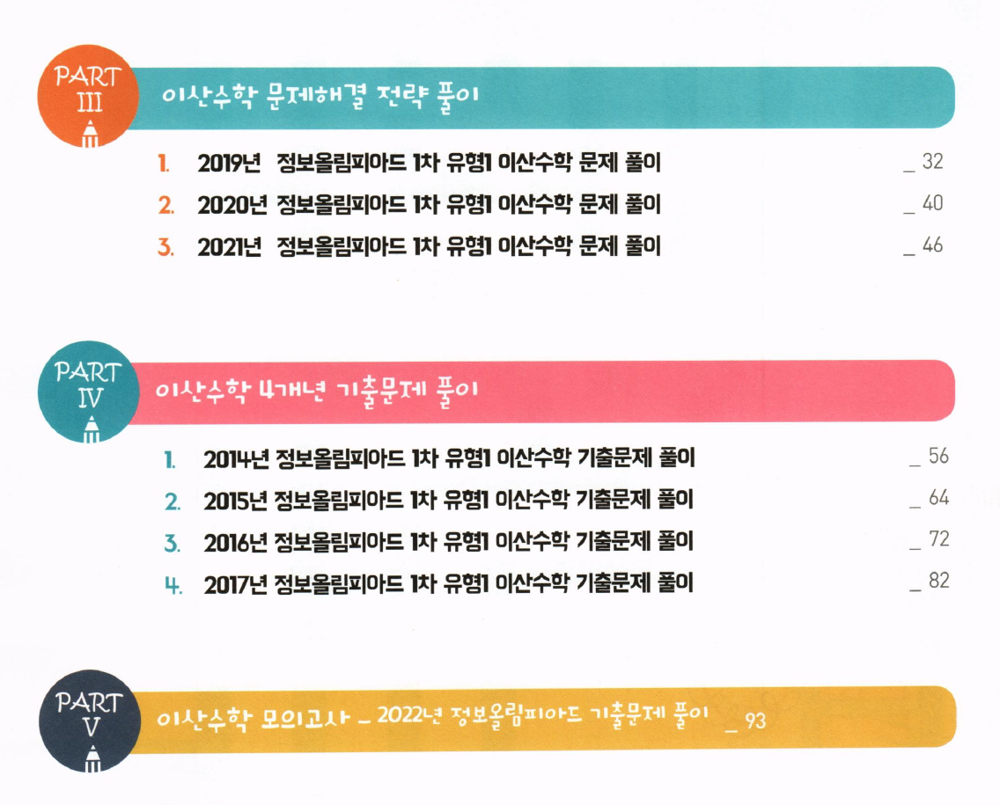 PART
III
이산수학 문제해결 전략 풀이
1. 2019년 정보올림피아드 1차 유형1 이산수학 문제 풀이 _ 32
2. 2020년 정보올림피아드 1차 유형1 이산수학 문제 풀이 _ 40
3. 2021년 정보올림피아드 1차 유형1 이산수학 문제 풀이 _ 46
PART
IV
이산수학 4개년 기출문제 풀이
1. 2014년 정보올림피아드 1차 유형1 이산수학 기출문제 풀이 _ 56
2. 2015년 정보올림피아드 1차 유형1 이산수학 기출문제 풀이 _ 64
3. 2016년 정보올림피아드 1차 유형1 이산수학 기출문제 풀이 _ 72
4. 2017년 정보올림피아드 1차 유형1 이산수학 기출문제 풀이 _ 82
PART
V
이산수학 모의고사 _ 2022년 정보올림피아드 기출문제 풀이 _ 93